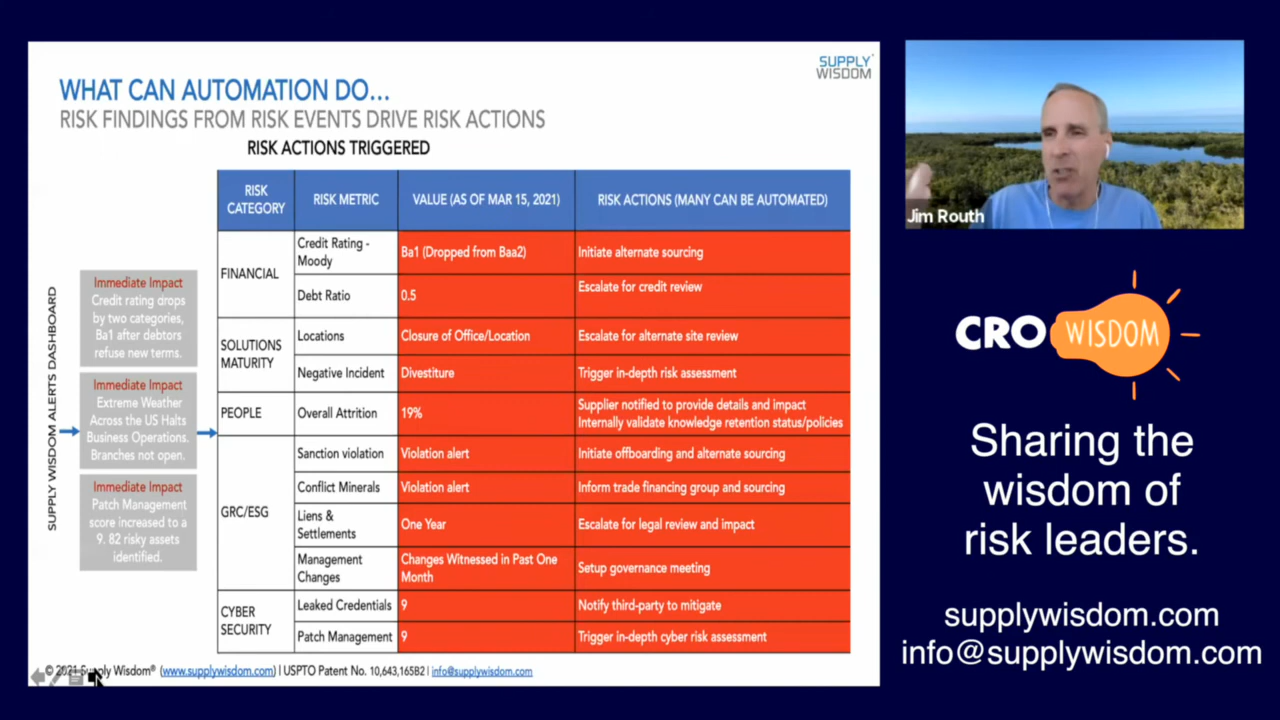 SUPPLY
WISDOM
WHAT CAN AUTOMATION DO...
RISK FINDINGS FROM RISK EVENTS DRIVE RISK ACTIONS
RISK ACTIONS TRIGGERED
SUPPLY WISDOM ALERTS DASHBOARD
Immediate Impact
Credit rating drops
by two categories,
Ba1 after debtors
refuse new terms.
Immediate Impact
Extreme Weather
Across the US Halts
Business Operations.
Branches not open.
Immediate Impact
Patch Management
score increased to a
9. 82 risky assets
identified.
RISK
CATEGORY
RISK METRIC
VALUE (AS OF MAR 15, 2021)
RISK ACTIONS (MANY CAN BE AUTOMATED)
FINANCIAL
Credit Rating -
Moody
Ba1 (Dropped from Baa2)
Initiate alternate sourcing
Debt Ratio
0.5
Escalate for credit review
SOLUTIONS
MATURITY
Locations
Closure of Office/Location
Escalate for alternate site review
Negative Incident
Divestiture
Trigger in-depth risk assessment
PEOPLE
Overall Attrition
19%
Supplier notified to provide details and impact
Internally validate knowledge retention status/policies
GRC/ESG
Sanction violation
Violation alert
Initiate offboarding and alternate sourcing
Conflict Minerals
Violation alert
Inform trade financing group and sourcing
Liens &
Settlements
One Year
Escalate for legal review and impact
Management
Changes
Changes Witnessed in Past One
Month
Setup governance meeting
CYBER
SECURITY
Leaked Credentials
9
Notify third-party to mitigate
Patch Management
9
Trigger in-depth cyber risk assessment
© 2021 Supply Wisdom® (www.supplywisdom.com) | USPTO Patent No. 10,643,165B2 | info@supplywisdom.com
Jim Routh
CRO WISDOM
Sharing the
wisdom of
risk leaders.
supplywisdom.com
info@supplywisdom.com